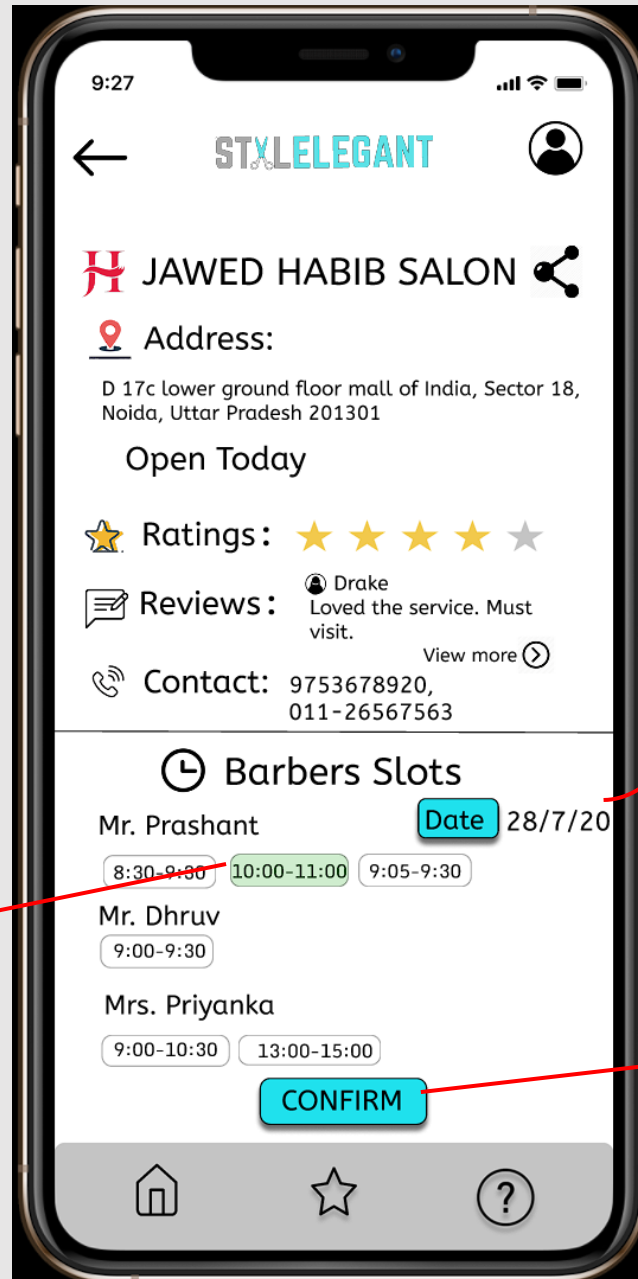 9:27
STYLELEGANT
H JAWED HABIB SALON
Address:
D 17c lower ground floor mall of India, Sector 18,
Noida, Uttar Pradesh 201301
Open Today
Ratings:
Reviews:
Drake
Loved the service. Must
visit.
View more
Contact:
9753678920,
011-26567563
Barbers Slots
Date 28/7/20
Mr. Prashant
8:30-9:30 10:00-11:00 9:05-9:30
Mr. Dhruv
9:00-9:30
Mrs. Priyanka
9:00-10:30 13:00-15:00
CONFIRM
?